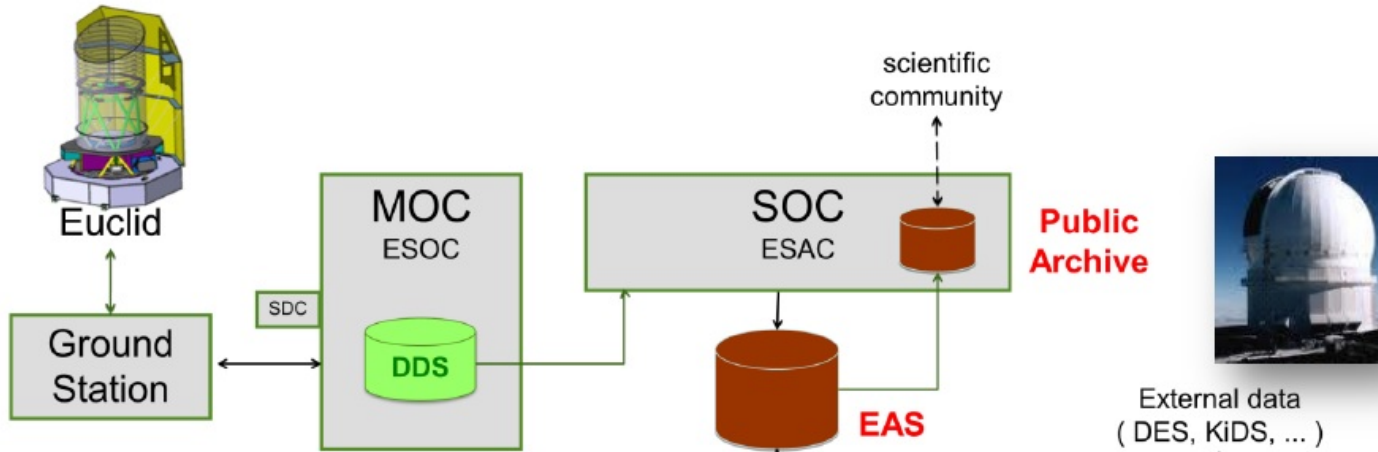 scientific
community
Euclid
MOC
ESOC
SOC
ESAC
Public
Archive
SDC
Ground
Station
DDS
EAS
External data
( DES, KiDS, ... )